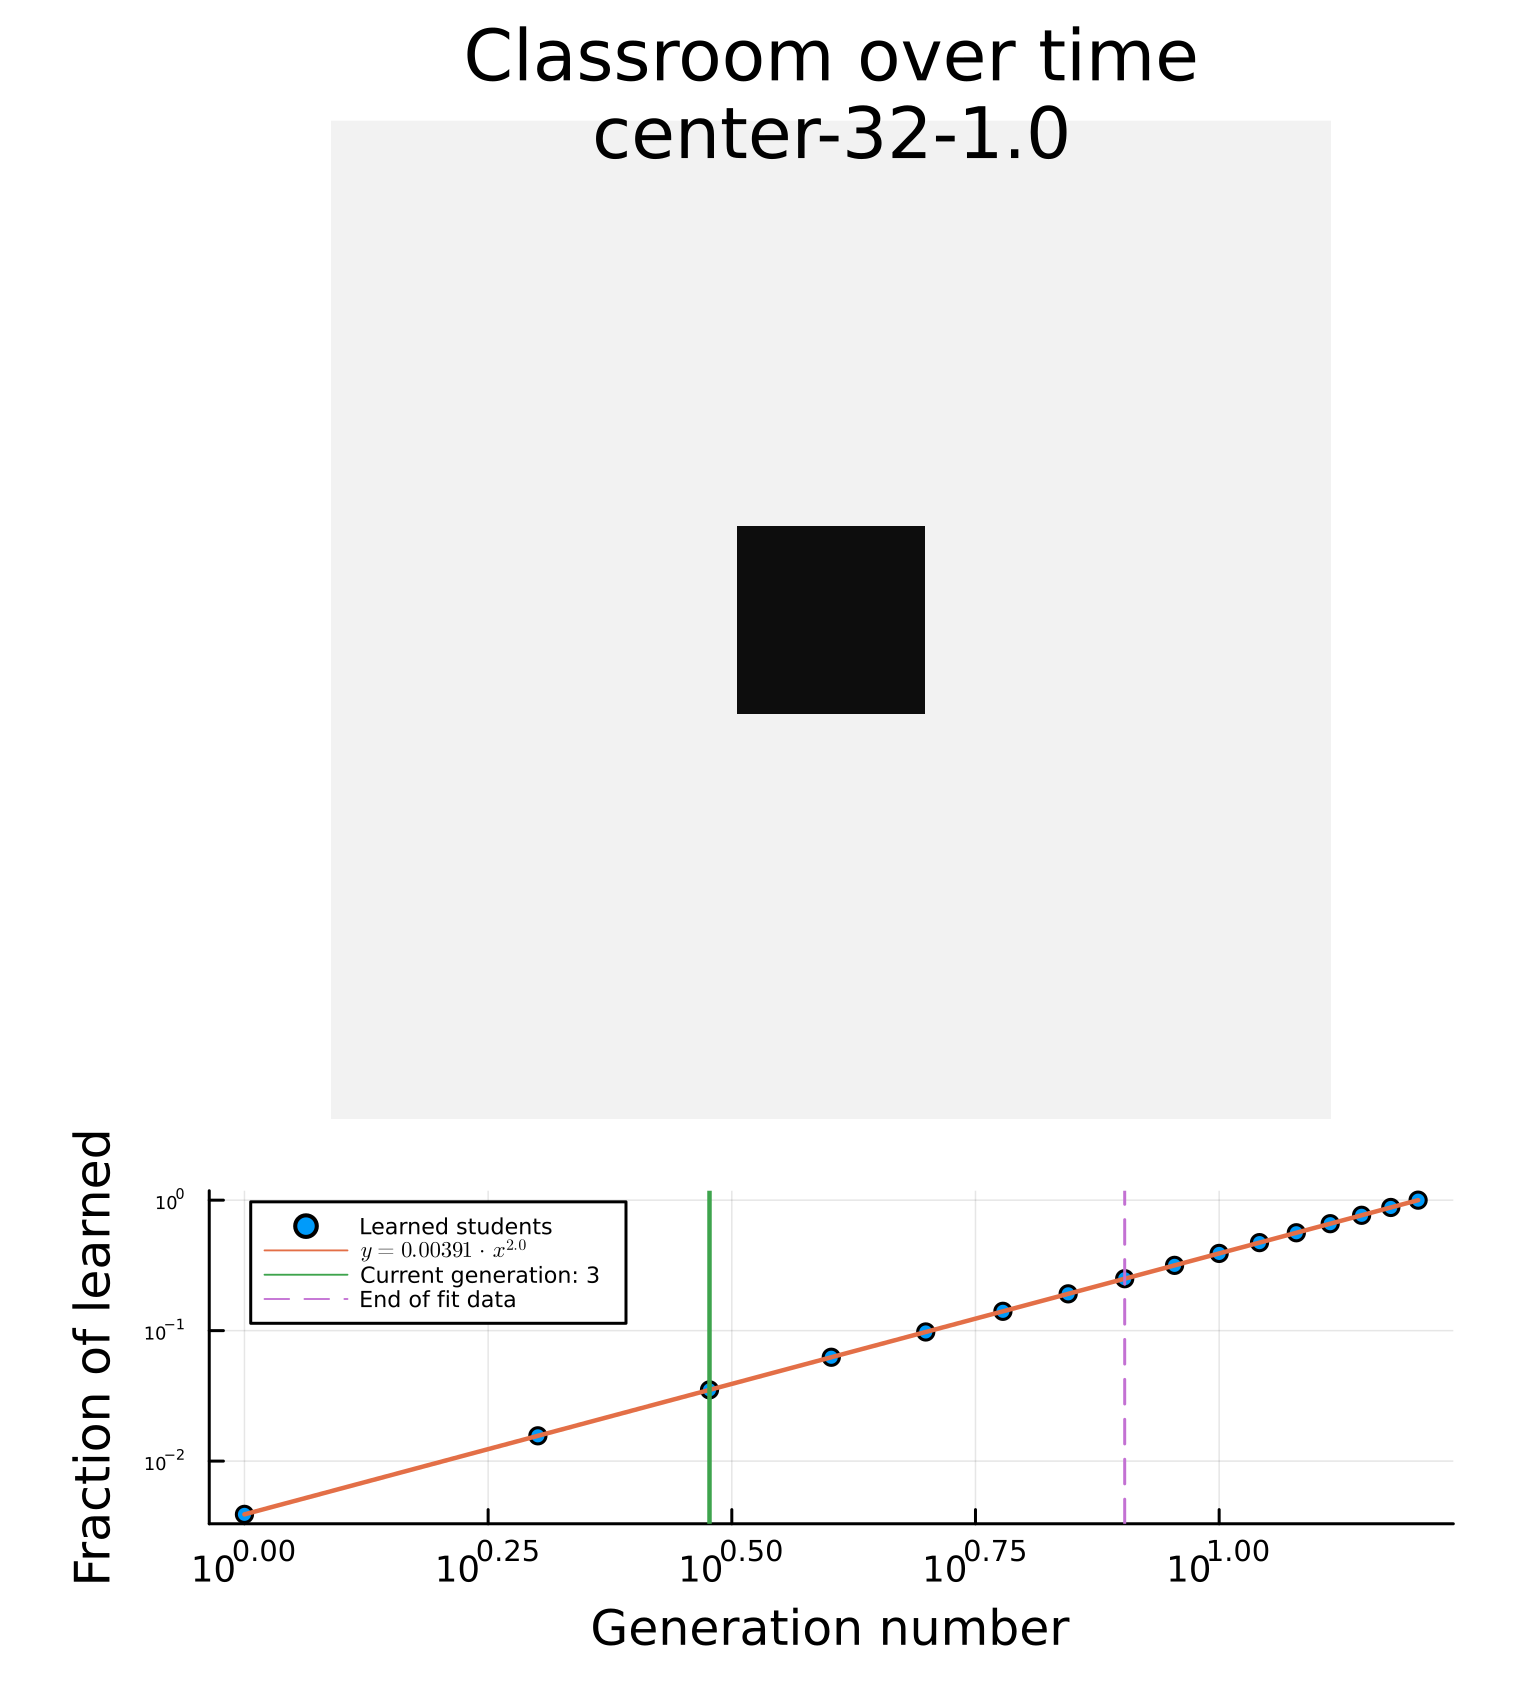 Classroom over time
center-32-1.0
Fraction of learned
10⁰
10⁻¹
10⁻²
Learned students
y = 0.00391 · x^2.0
Current generation: 3
End of fit data
10^0.00 10^0.25 10^0.50 10^0.75 10^1.00
Generation number